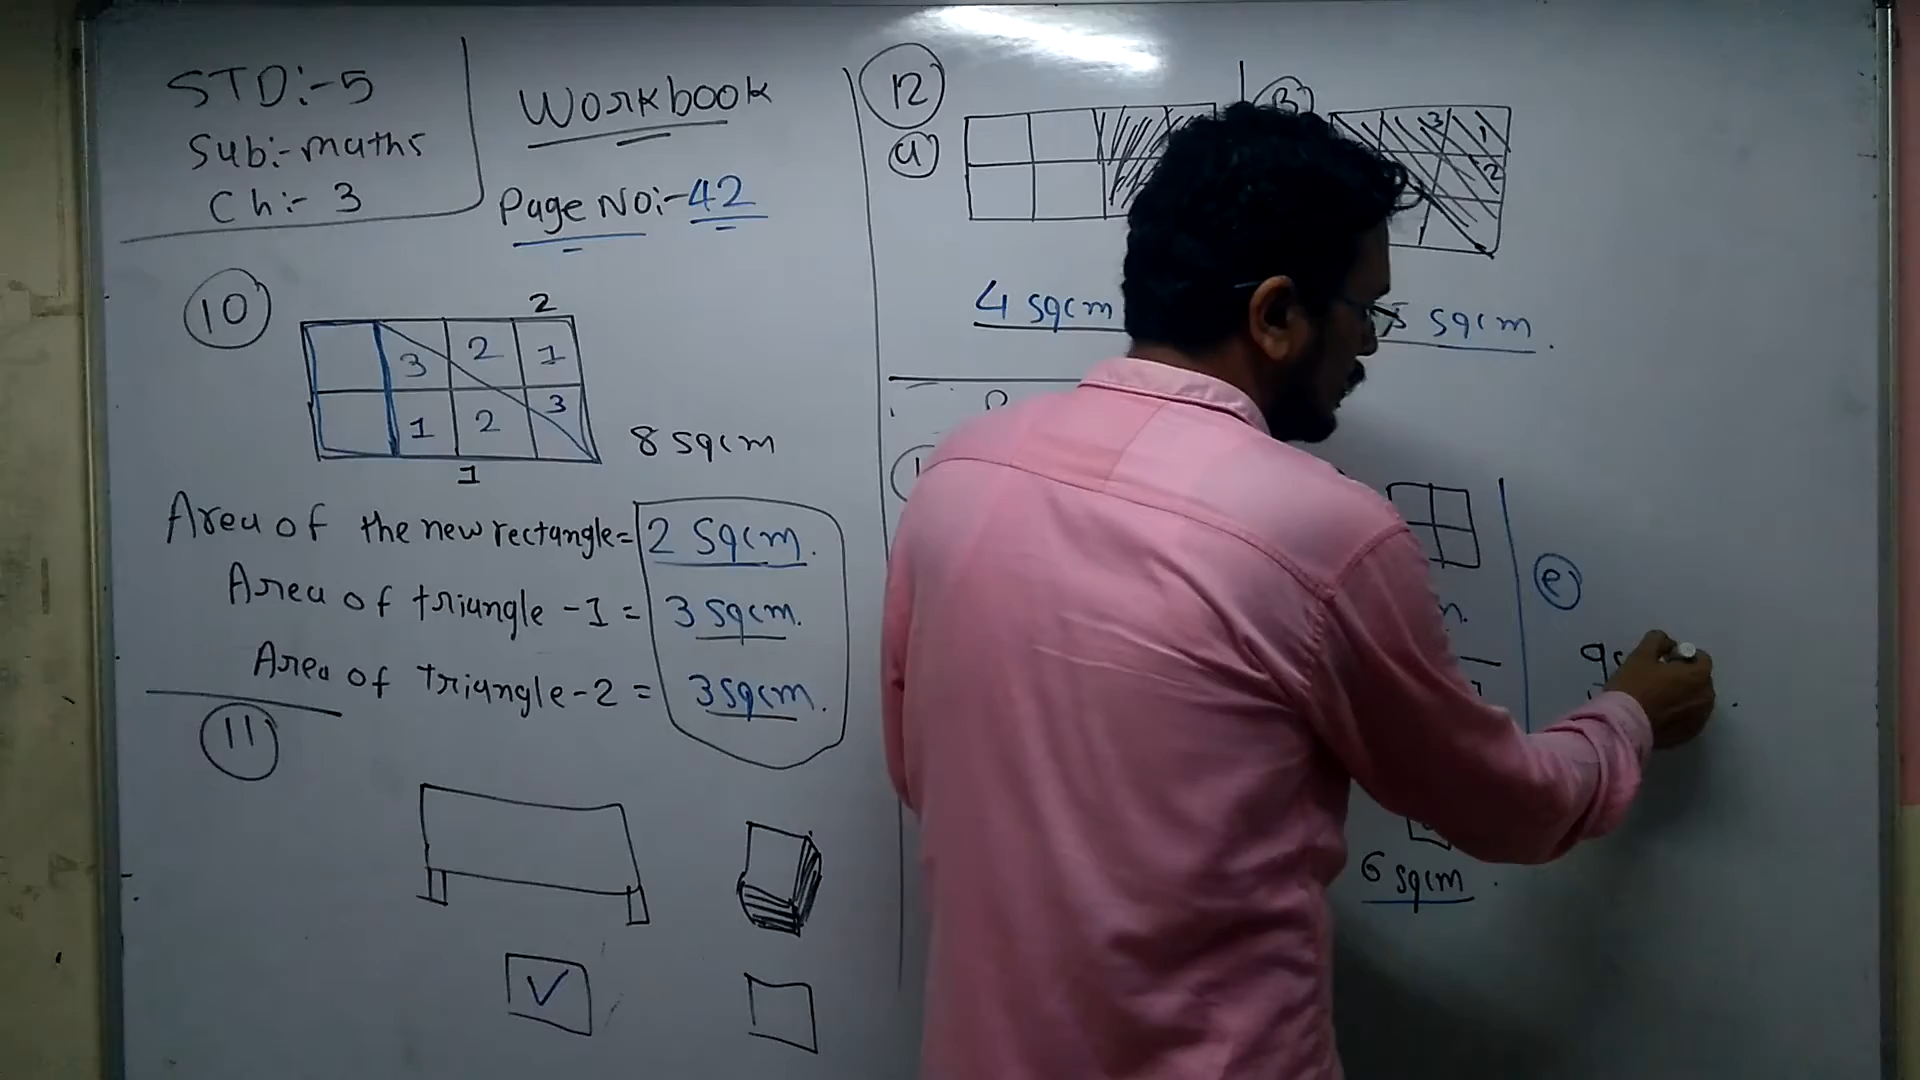 STD:-5
Sub:-maths
Ch:- 3
Workbook
Page No:-42
10
2
3 2 1
1 2 3
1
8 sqcm
Area of the new rectangle= 2 sqcm.
Area of triangle -1 = 3 sqcm.
Area of triangle-2 = 3sqcm.
11
12
a
4 sqcm
B
3 1
2
5 sqcm.
e
6 sqcm.